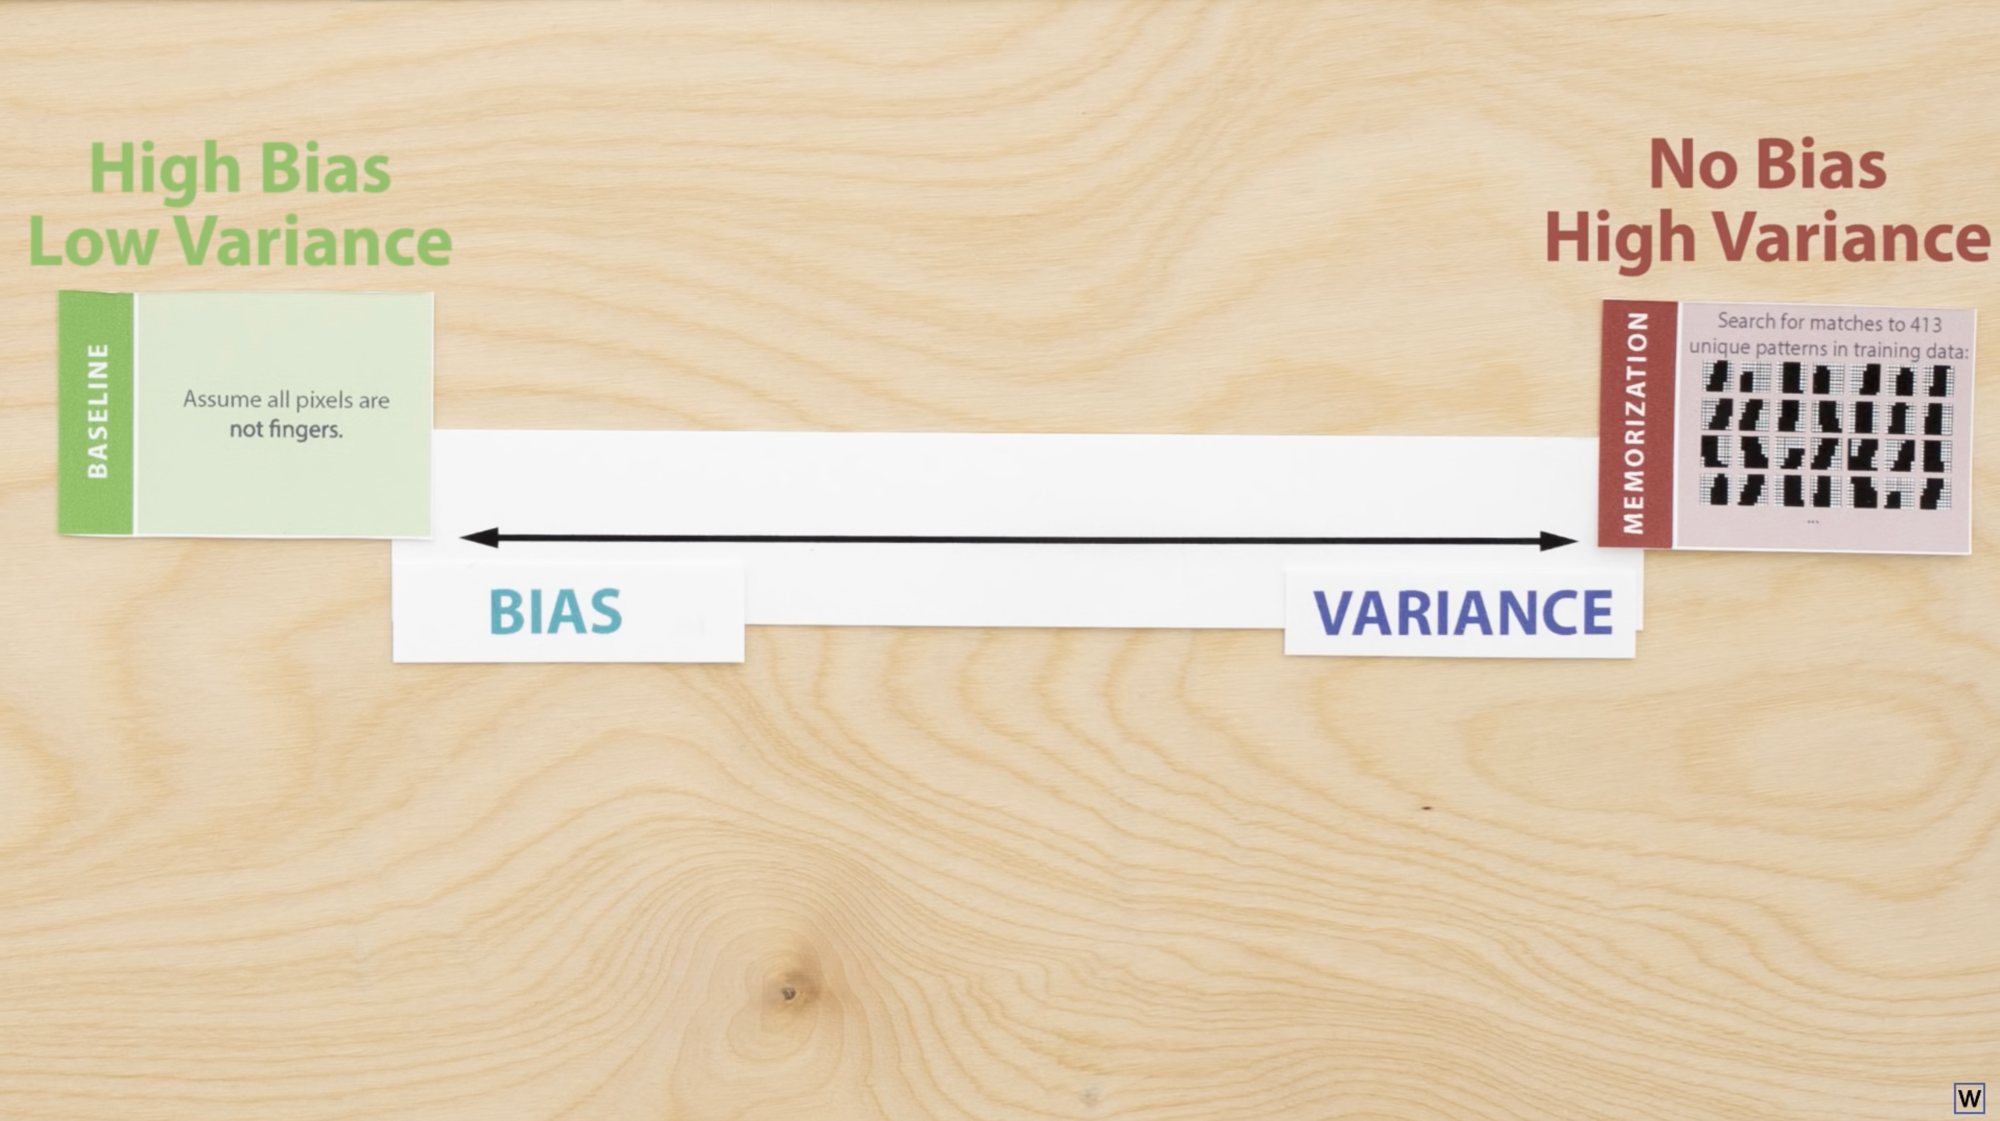 High Bias
Low Variance
BASELINE
Assume all pixels are
not fingers.
No Bias
High Variance
MEMORIZATION
Search for matches to 413
unique patterns in training data:
...
BIAS
VARIANCE
W